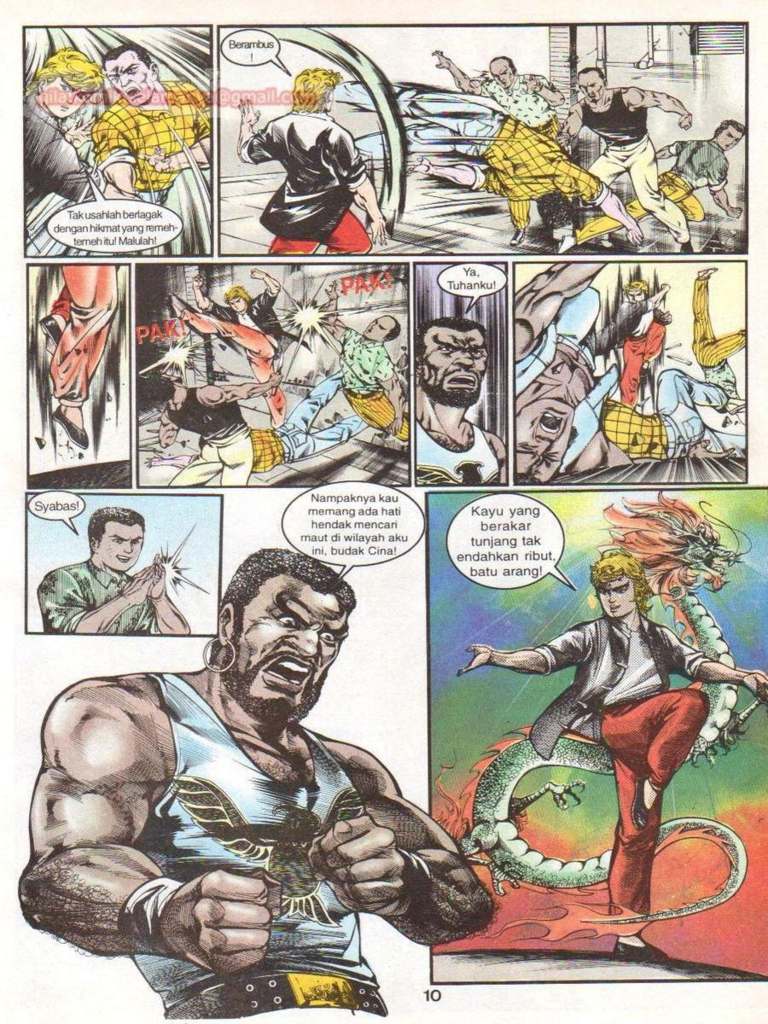 Tak usahlah berlagak
dengan hikmat yang remeh-
temeh itu! Malulah!
Berambus
!
PAK!
PAK!
Ya,
Tuhanku!
Syabas!
Nampaknya kau
memang ada hati
hendak mencari
maut di wilayah aku
ini, budak Cina!
Kayu yang
berakar
tunjang tak
endahkan ribut,
batu arang!
10